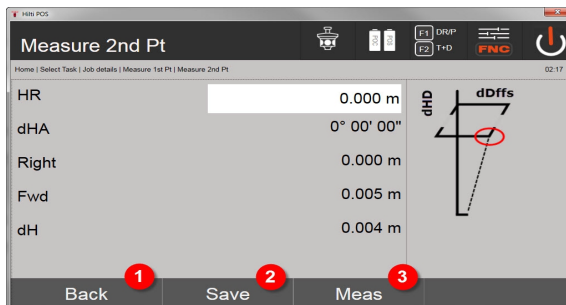 Hilti POS
Measure 2nd Pt
POC
POS
F1 DR/P
F2 T+D
FNC
Home | Select Task | Job details | Measure 1st Pt | Measure 2nd Pt
02:17
HR 0.000 m
dHA 0° 00' 00"
Right 0.000 m
Fwd 0.005 m
dH 0.004 m
dHD
dDffs
1
2
3
Back Save Meas